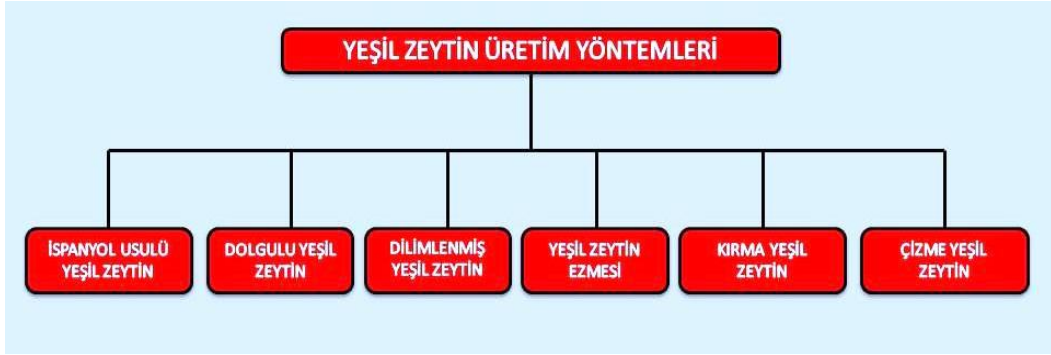 YEŞİL ZEYTİN ÜRETİM YÖNTEMLERİ
İSPANYOL USULÜ
YEŞİL ZEYTİN
DOLGULU YEŞİL
ZEYTİN
DİLİMLENMİŞ
YEŞİL ZEYTİN
YEŞİL ZEYTİN
EZMESİ
KIRMA YEŞİL
ZEYTİN
ÇİZME YEŞİL
ZEYTİN